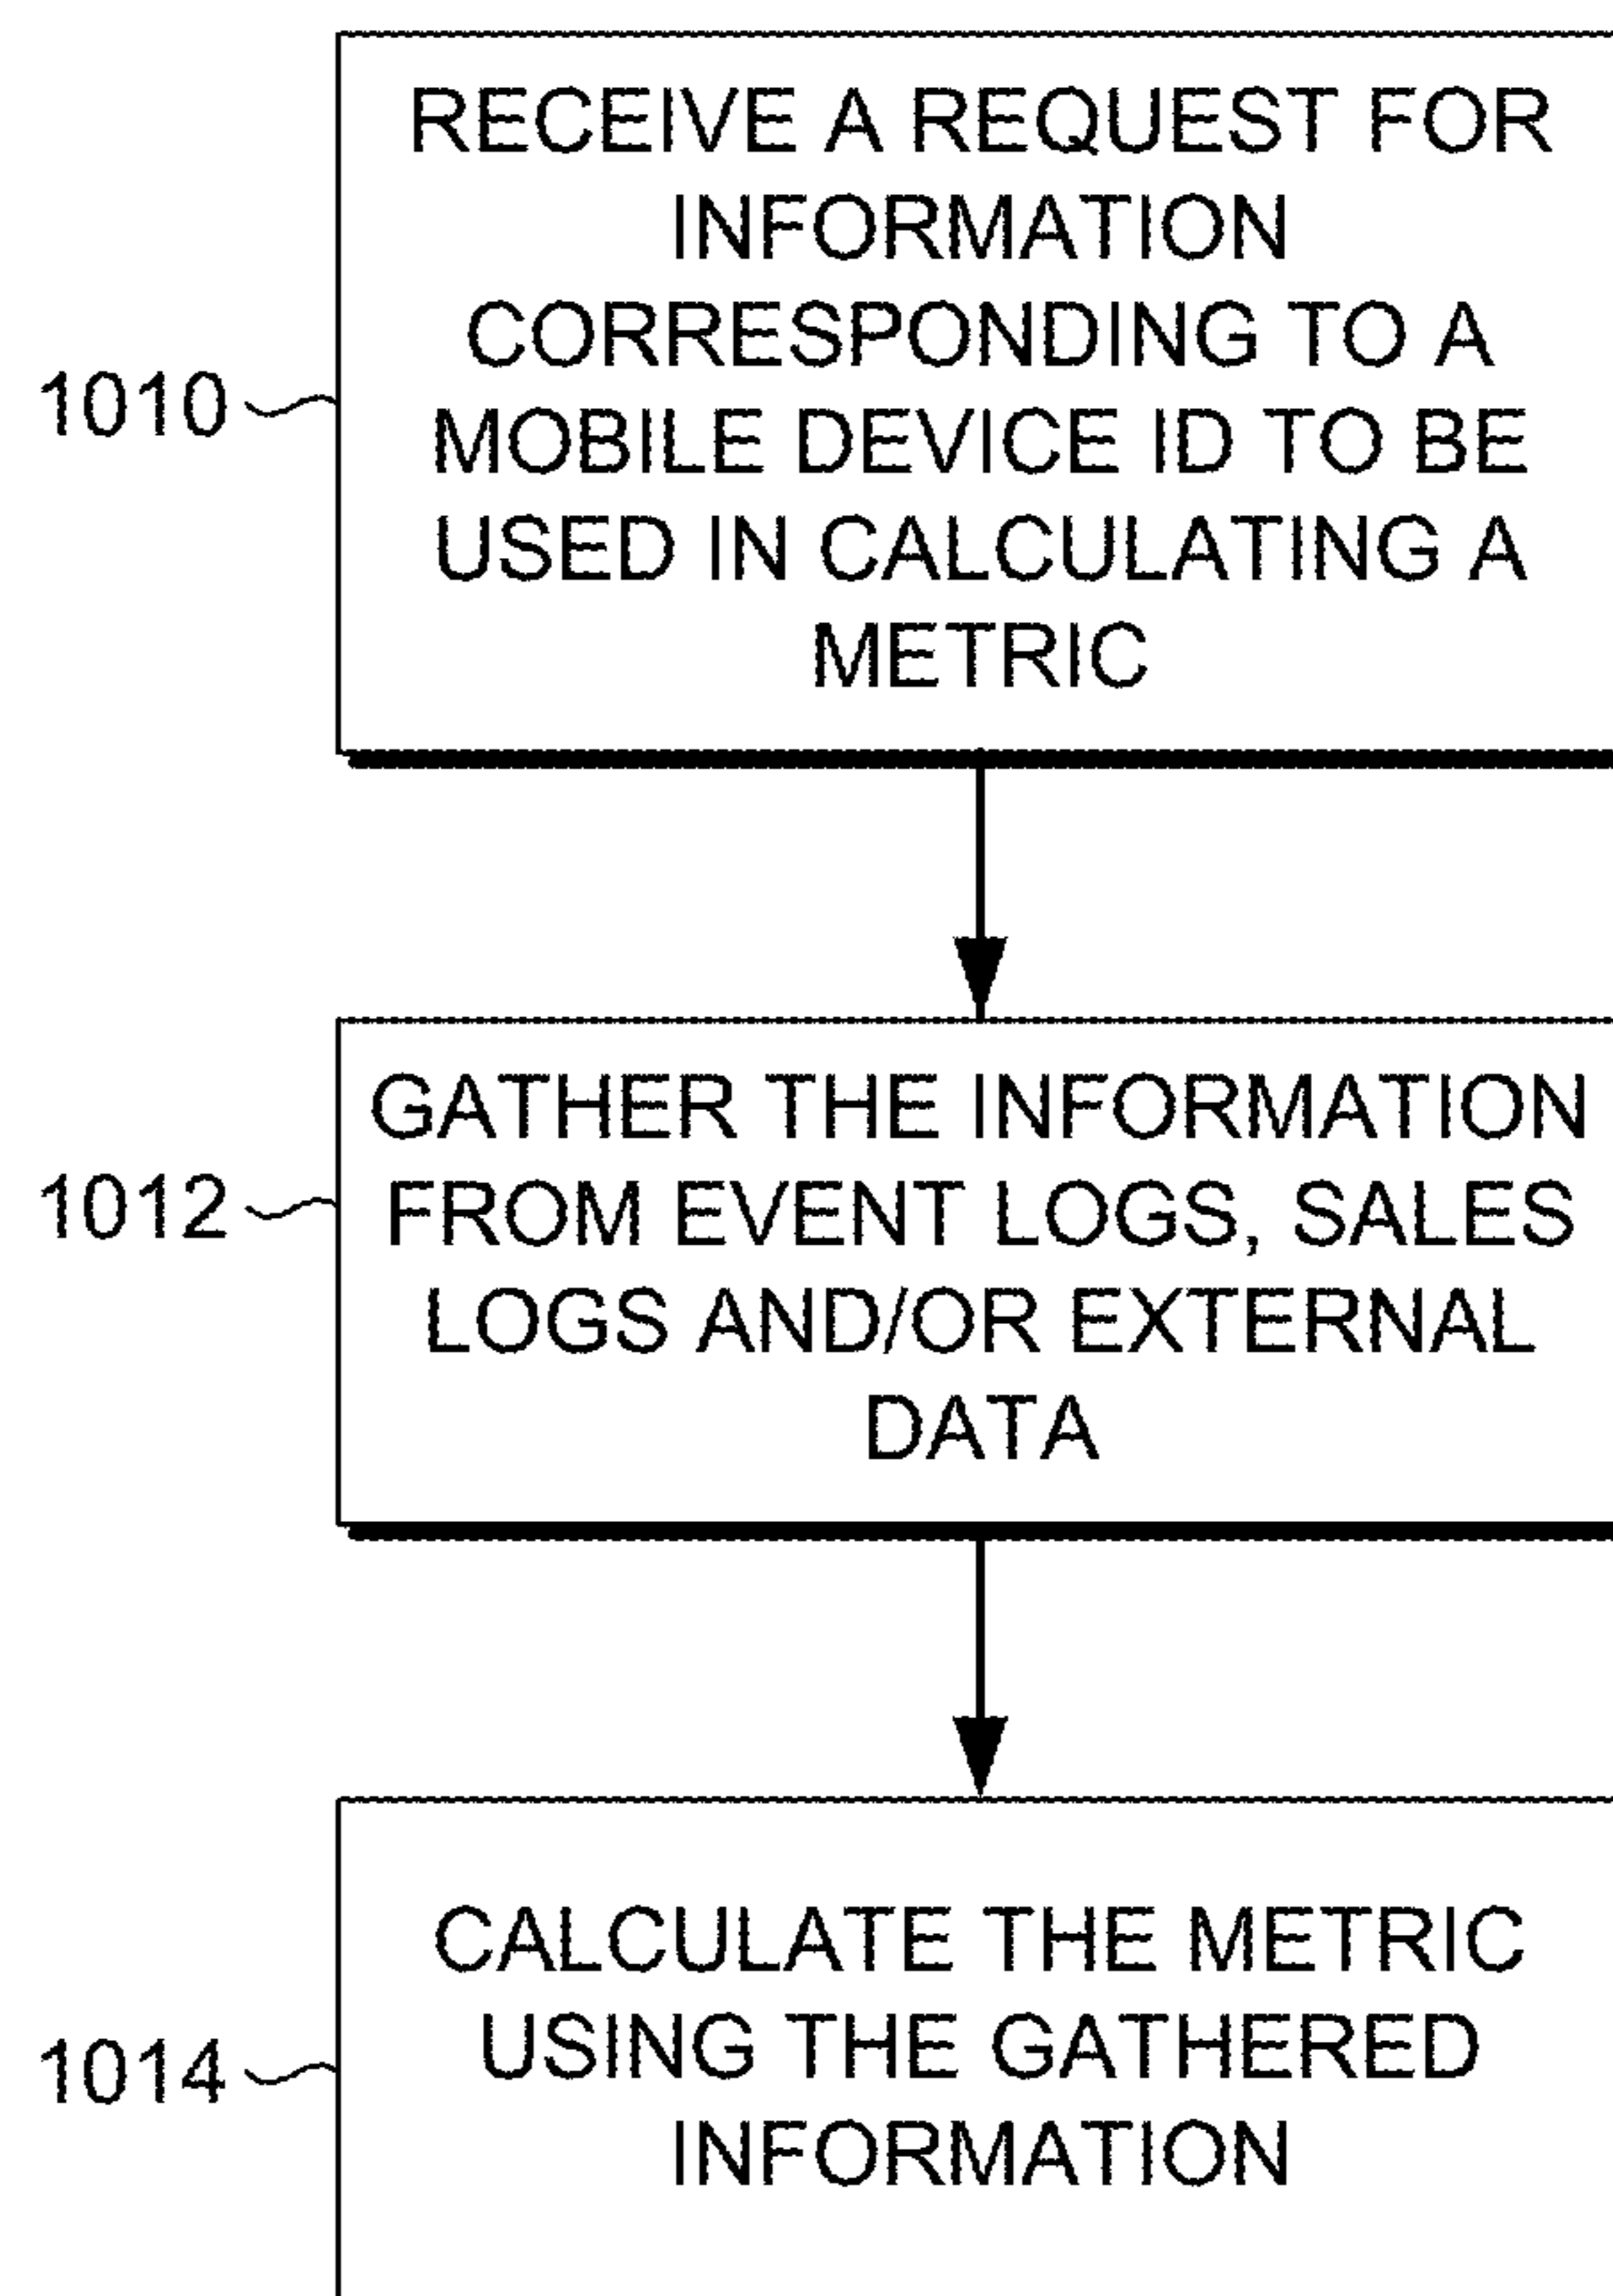 RECEIVE A REQUEST FOR
INFORMATION
CORRESPONDING TO A
1010
MOBILE DEVICE ID TO BE
USED IN CALCULATING A
METRIC
GATHER THE INFORMATION
1012
FROM EVENT LOGS, SALES
LOGS AND/OR EXTERNAL
DATA
CALCULATE THE METRIC
USING THE GATHERED
1014
INFORMATION